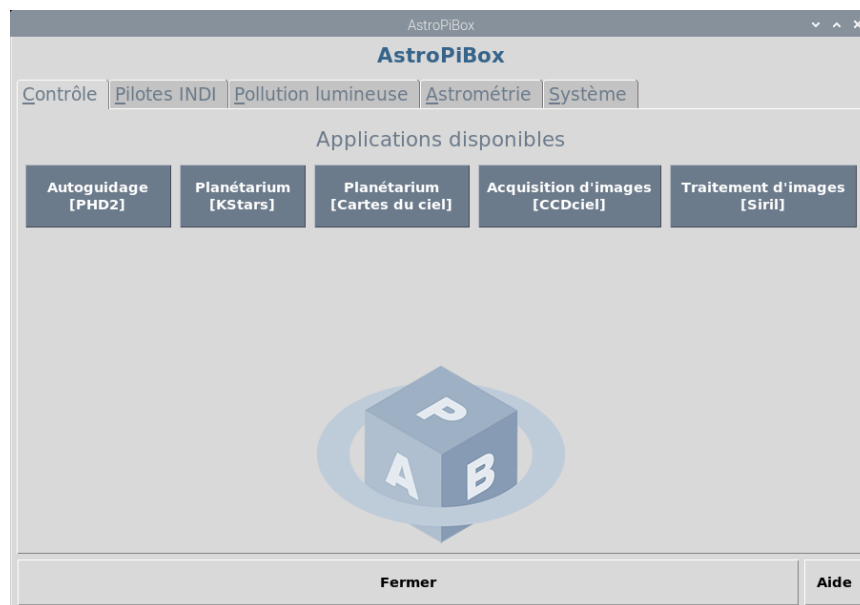 AstroPiBox
AstroPiBox
Contrôle Pilotes INDI Pollution lumineuse Astrométrie Système
Applications disponibles
Autoguidage
[PHD2]
Planétarium
[KStars]
Planétarium
[Cartes du ciel]
Acquisition d'images
[CCDciel]
Traitement d'images
[Siril]
P
A B
Fermer Aide